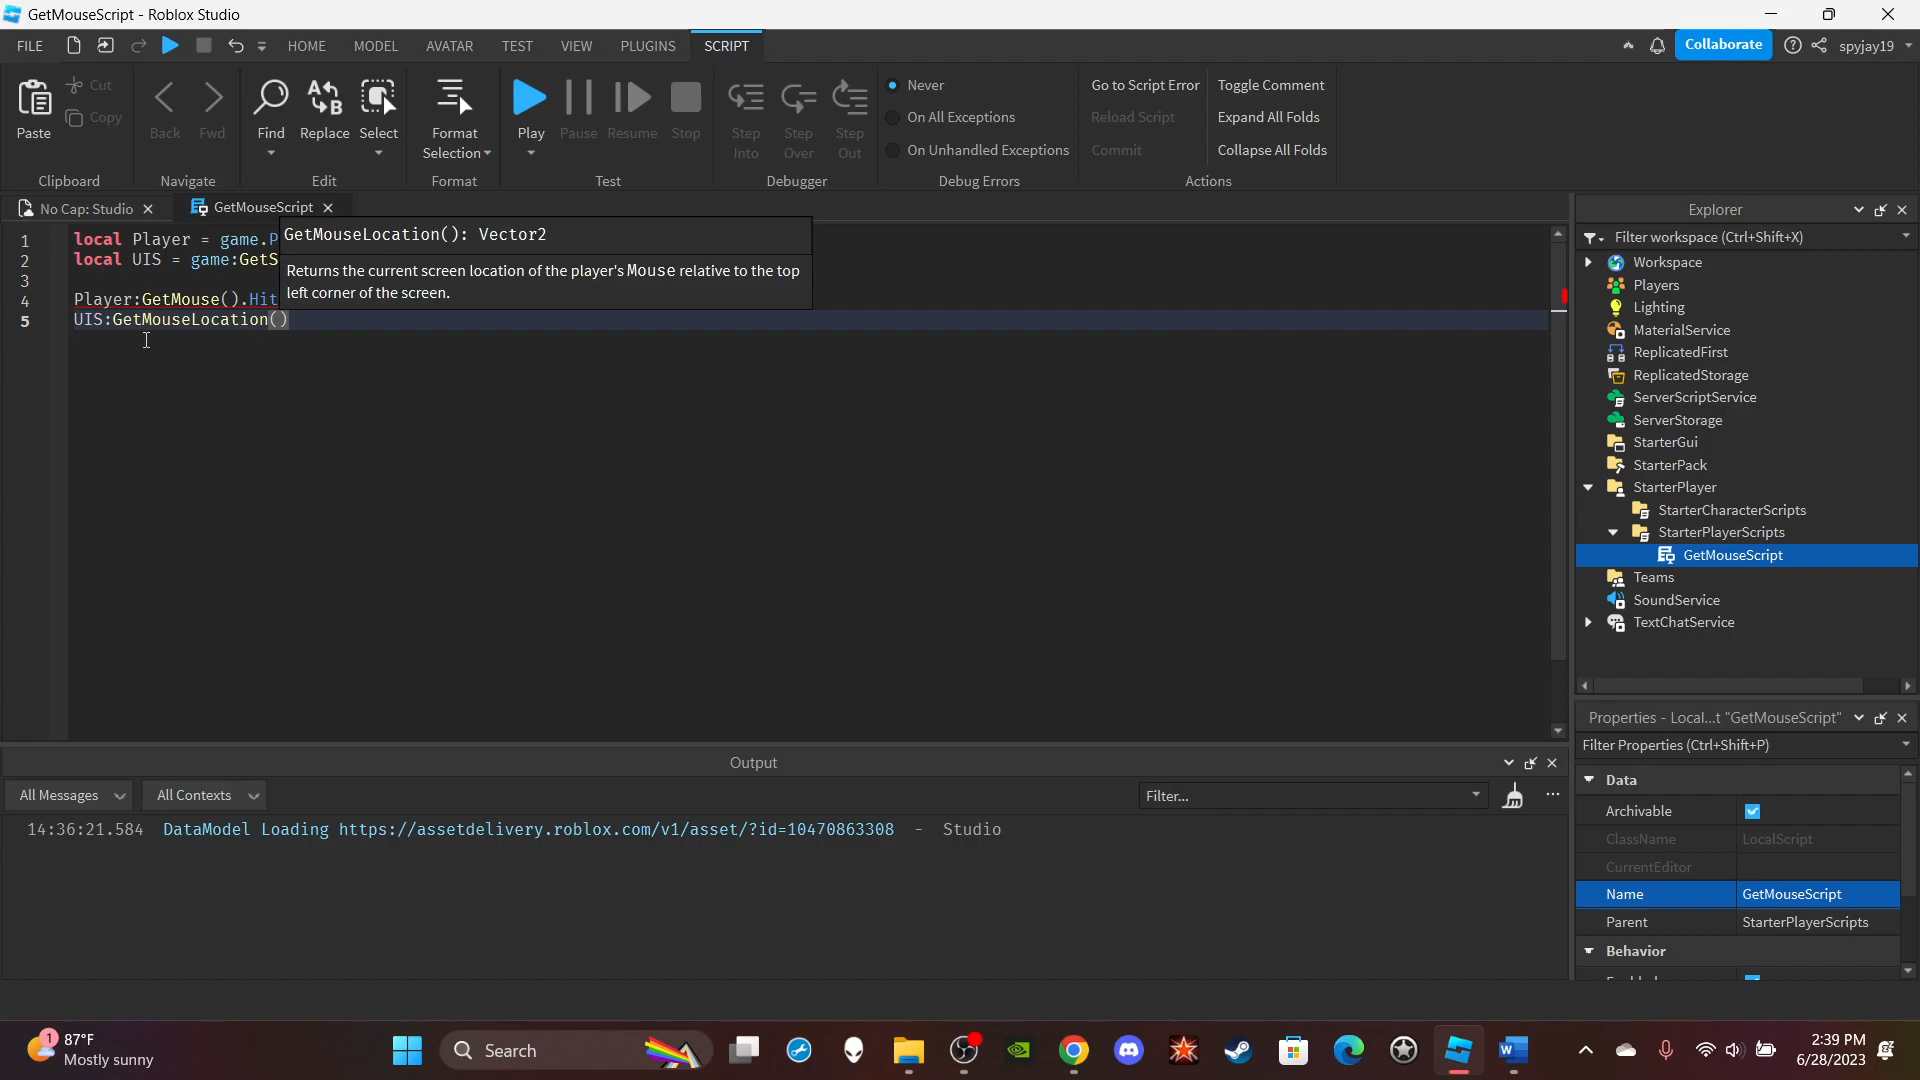 GetMouseScript - Roblox Studio
FILE HOME MODEL AVATAR TEST VIEW PLUGINS SCRIPT Collaborate spyjay19
Paste Cut Copy
Back Fwd
Find Replace Select
Format Selection
Play Pause Resume Stop
Step Into Step Over Step Out
Never
On All Exceptions
On Unhandled Exceptions
Go to Script Error
Reload Script
Commit
Toggle Comment
Expand All Folds
Collapse All Folds
Clipboard Navigate Edit Format Test Debugger Debug Errors Actions
No Cap: Studio GetMouseScript
1 local Player = game.P
2 local UIS = game:GetS
3
4 Player:GetMouse().Hit
5 UIS:GetMouseLocation()
GetMouseLocation(): Vector2
Returns the current screen location of the player's Mouse relative to the top
left corner of the screen.
Explorer
Filter workspace (Ctrl+Shift+X)
Workspace
Players
Lighting
MaterialService
ReplicatedFirst
ReplicatedStorage
ServerScriptService
ServerStorage
StarterGui
StarterPack
StarterPlayer
StarterCharacterScripts
StarterPlayerScripts
GetMouseScript
Teams
SoundService
TextChatService
Properties - Local...t "GetMouseScript"
Filter Properties (Ctrl+Shift+P)
Data
Archivable
ClassName LocalScript
CurrentEditor
Name GetMouseScript
Parent StarterPlayerScripts
Behavior
Output
All Messages All Contexts Filter...
14:36:21.584 DataModel Loading https://assetdelivery.roblox.com/v1/asset/?id=10470863308 - Studio
1
87°F
Mostly sunny
Search
2:39 PM
6/28/2023